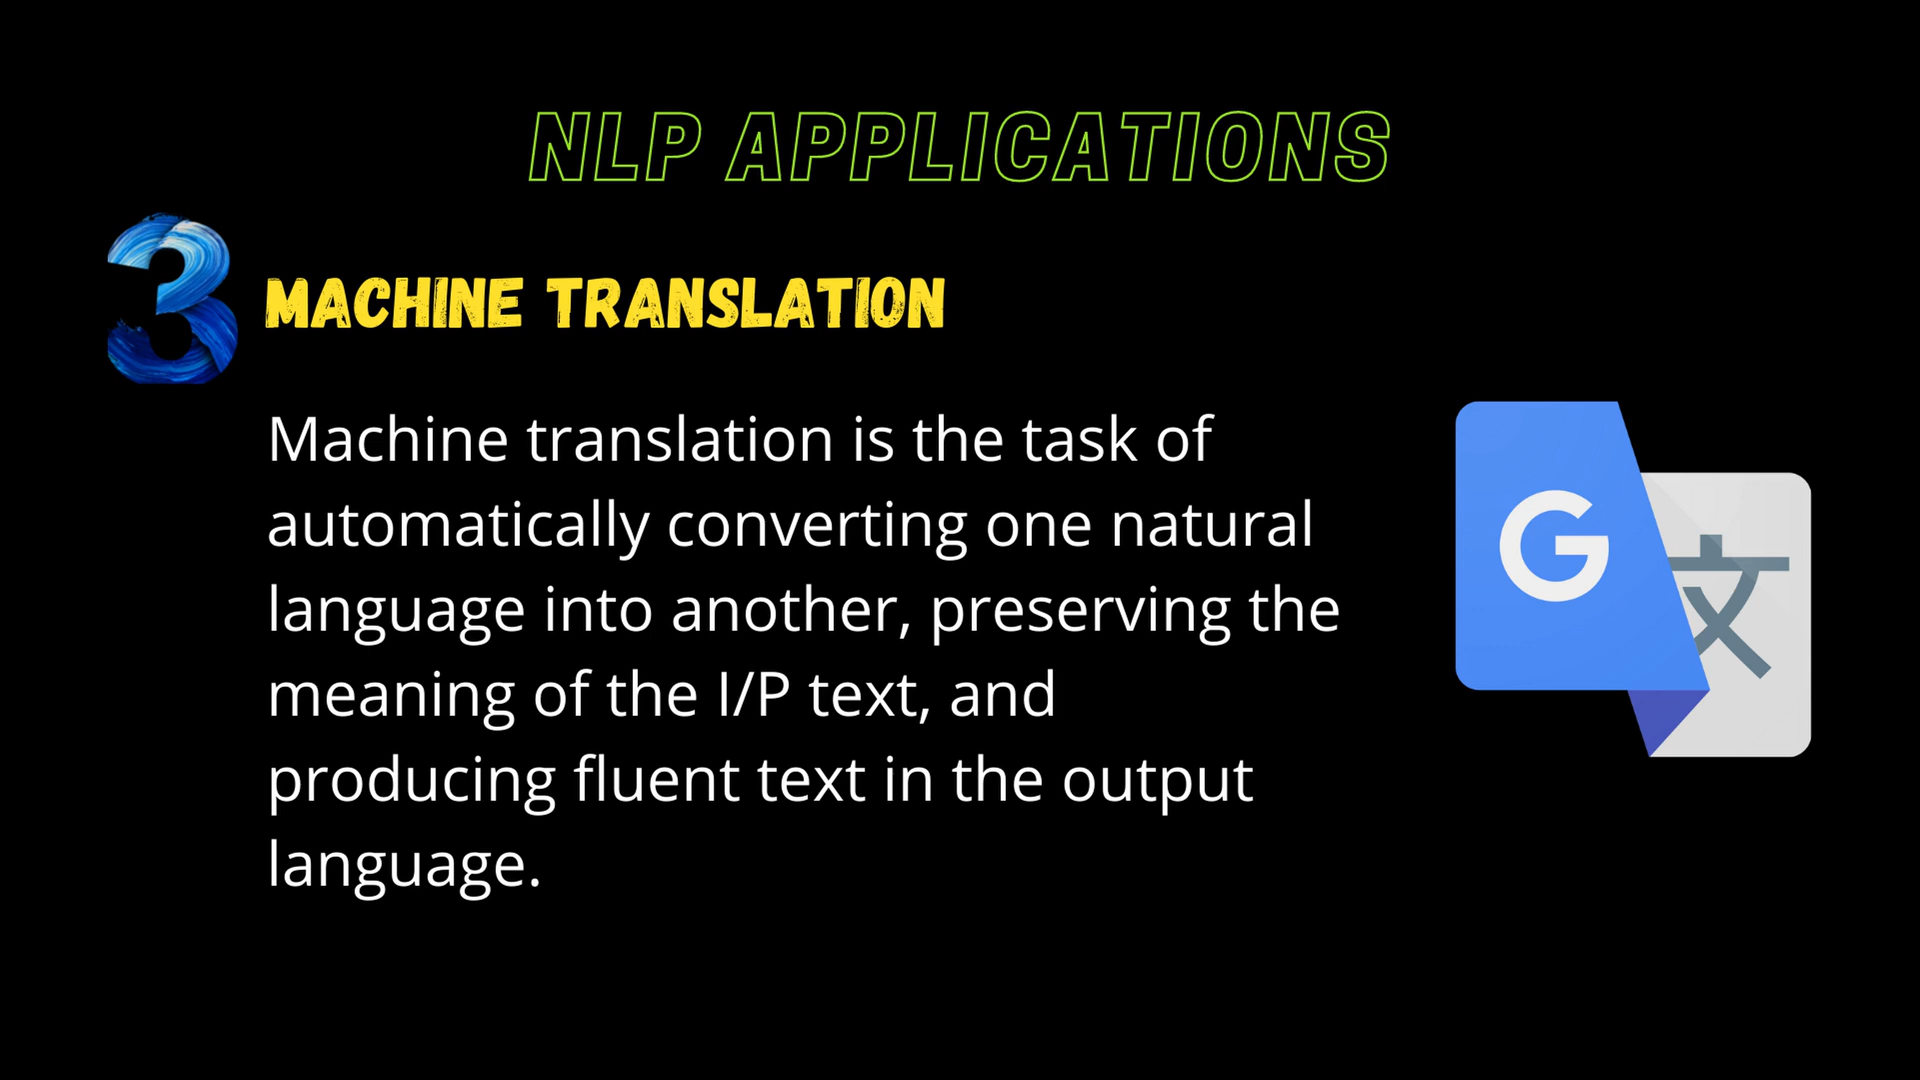 NLP APPLICATIONS
3
MACHINE TRANSLATION
Machine translation is the task of
automatically converting one natural
language into another, preserving the
meaning of the I/P text, and
producing fluent text in the output
language.
G
文